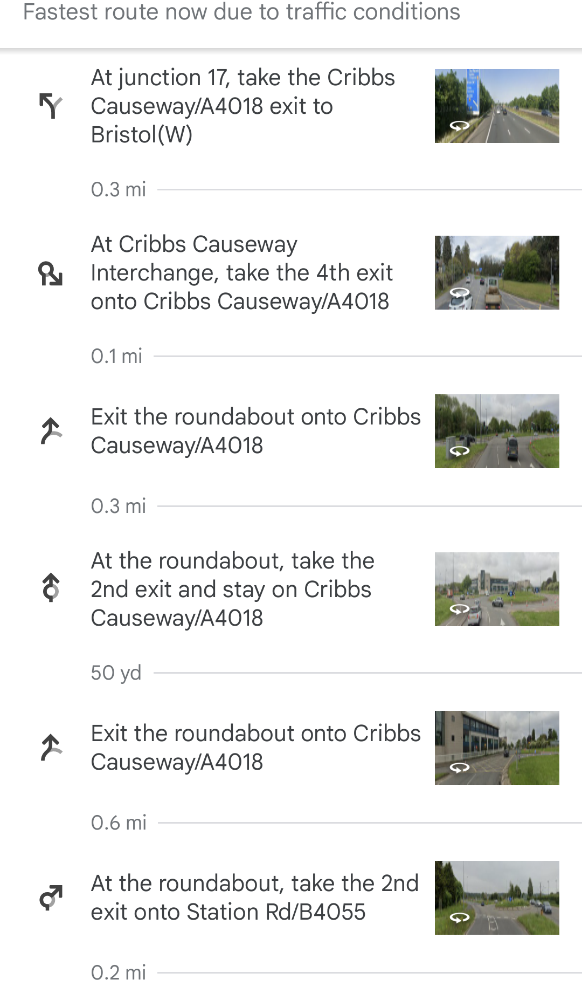 Fastest route now due to traffic conditions
At junction 17, take the Cribbs
Causeway/A4018 exit to
Bristol(W)
0.3 mi
At Cribbs Causeway
Interchange, take the 4th exit
onto Cribbs Causeway/A4018
0.1 mi
Exit the roundabout onto Cribbs
Causeway/A4018
0.3 mi
At the roundabout, take the
2nd exit and stay on Cribbs
Causeway/A4018
50 yd
Exit the roundabout onto Cribbs
Causeway/A4018
0.6 mi
At the roundabout, take the 2nd
exit onto Station Rd/B4055
0.2 mi